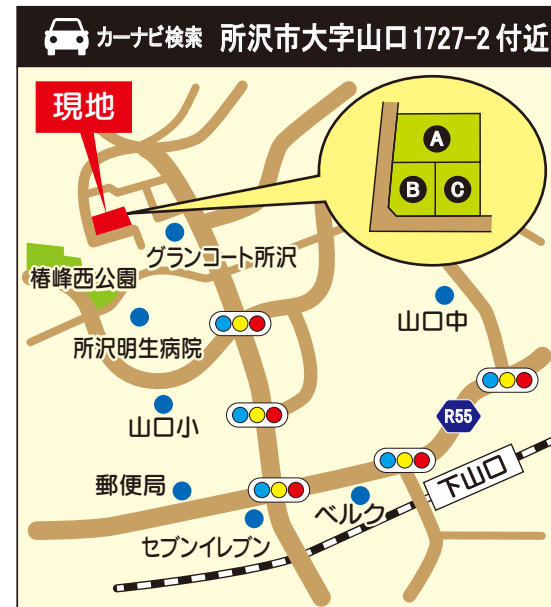 カーナビ検索 所沢市大字山口1727-2付近
現地
A
B C
グランコート所沢
椿峰西公園
山口中
所沢明生病院
山口小
R55
郵便局
下山口
ベルク
セブンイレブン